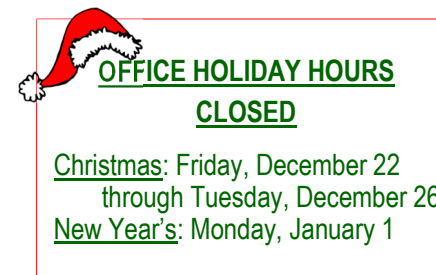 OFFICE HOLIDAY HOURS
CLOSED
Christmas: Friday, December 22
through Tuesday, December 26
New Year's: Monday, January 1